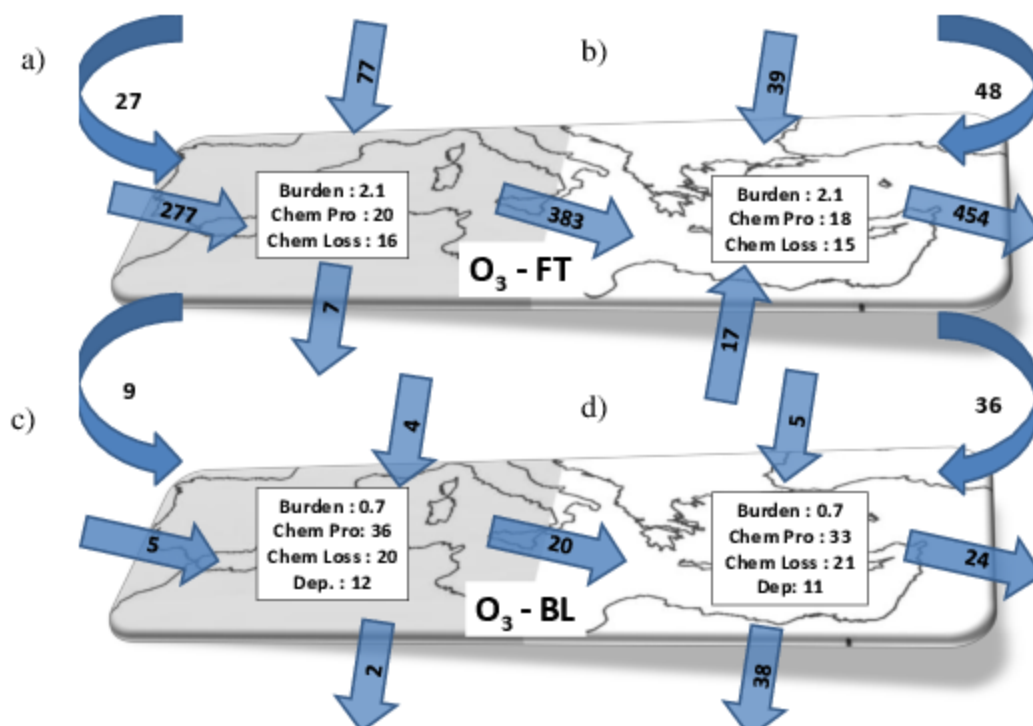 a)
77
b)
39
27
48
277
Burden : 2.1
Chem Pro : 20
Chem Loss : 16
383
Burden : 2.1
Chem Pro : 18
Chem Loss : 15
454
O₃ - FT
7
17
c)
9
4
d)
5
36
5
Burden : 0.7
Chem Pro: 36
Chem Loss : 20
Dep. : 12
20
Burden : 0.7
Chem Pro : 33
Chem Loss : 21
Dep: 11
24
O₃ - BL
2
38